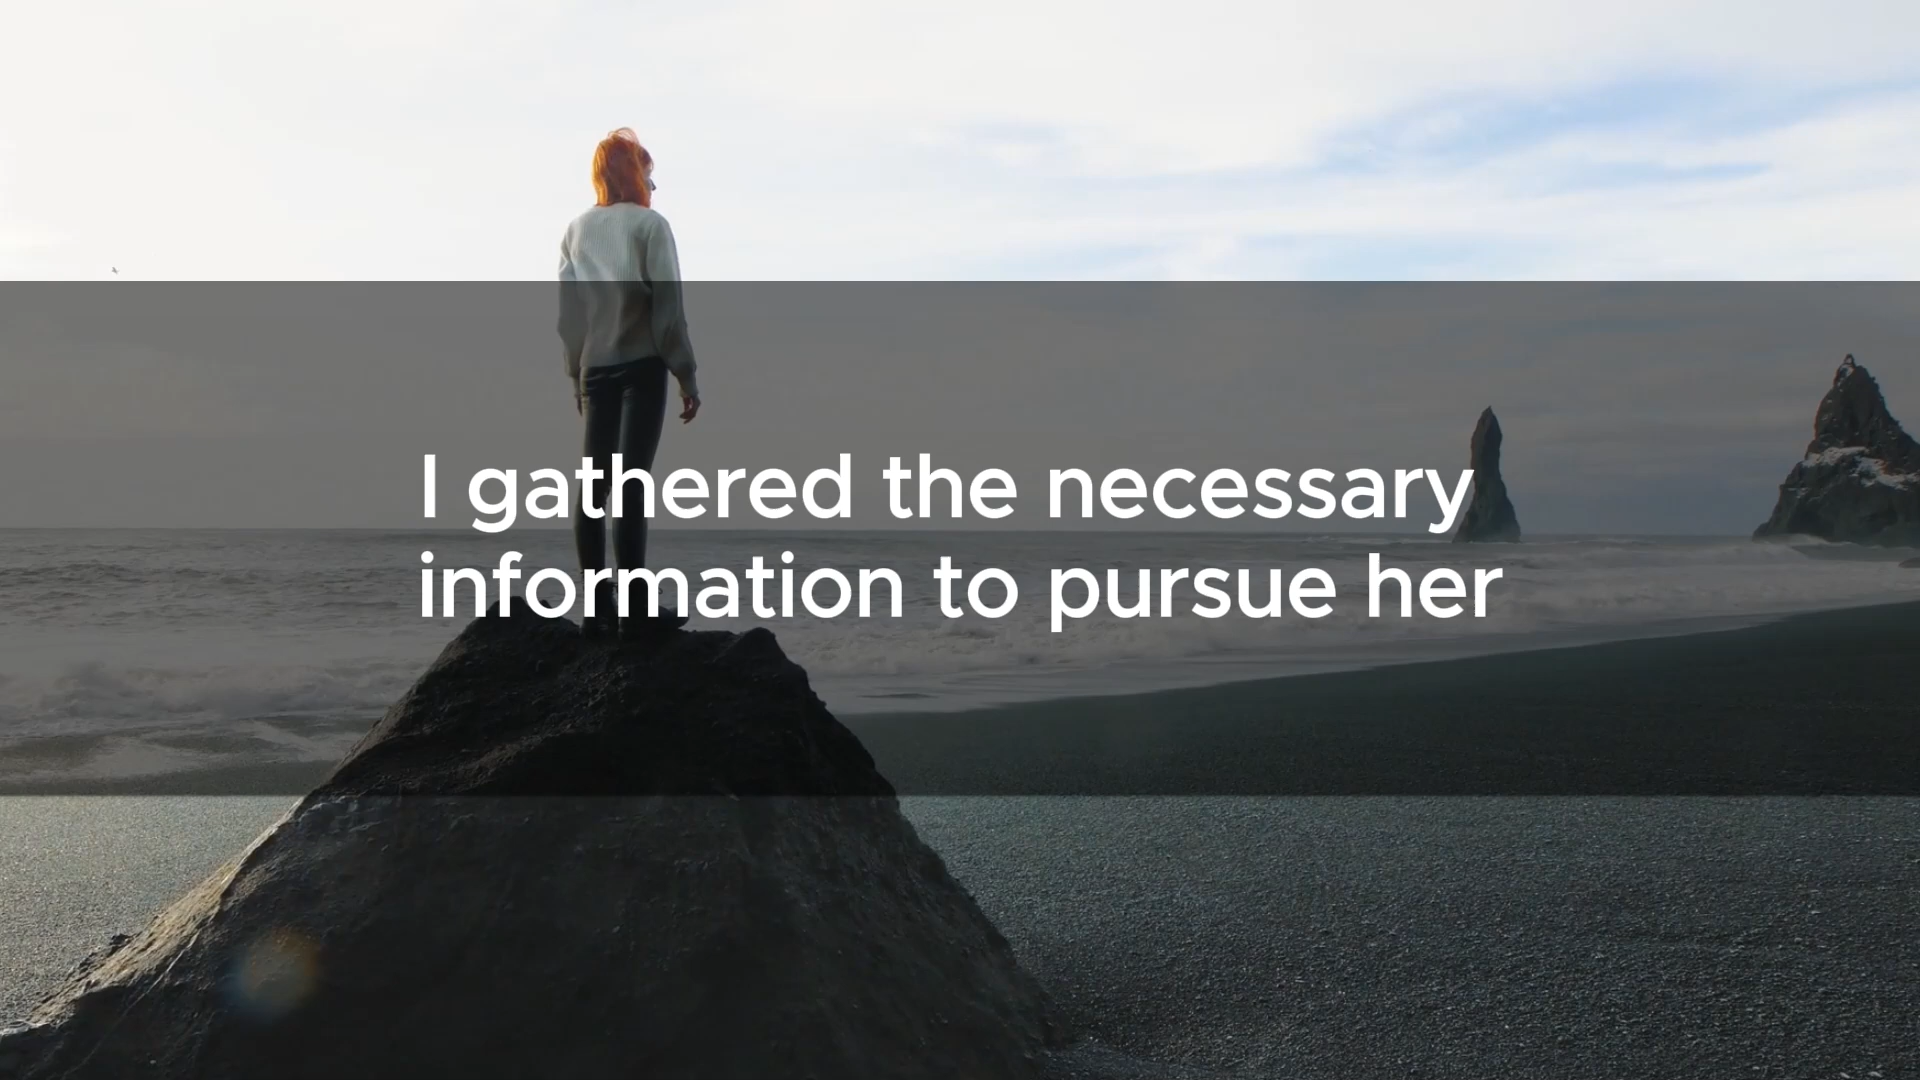 I gathered the necessary
information to pursue her